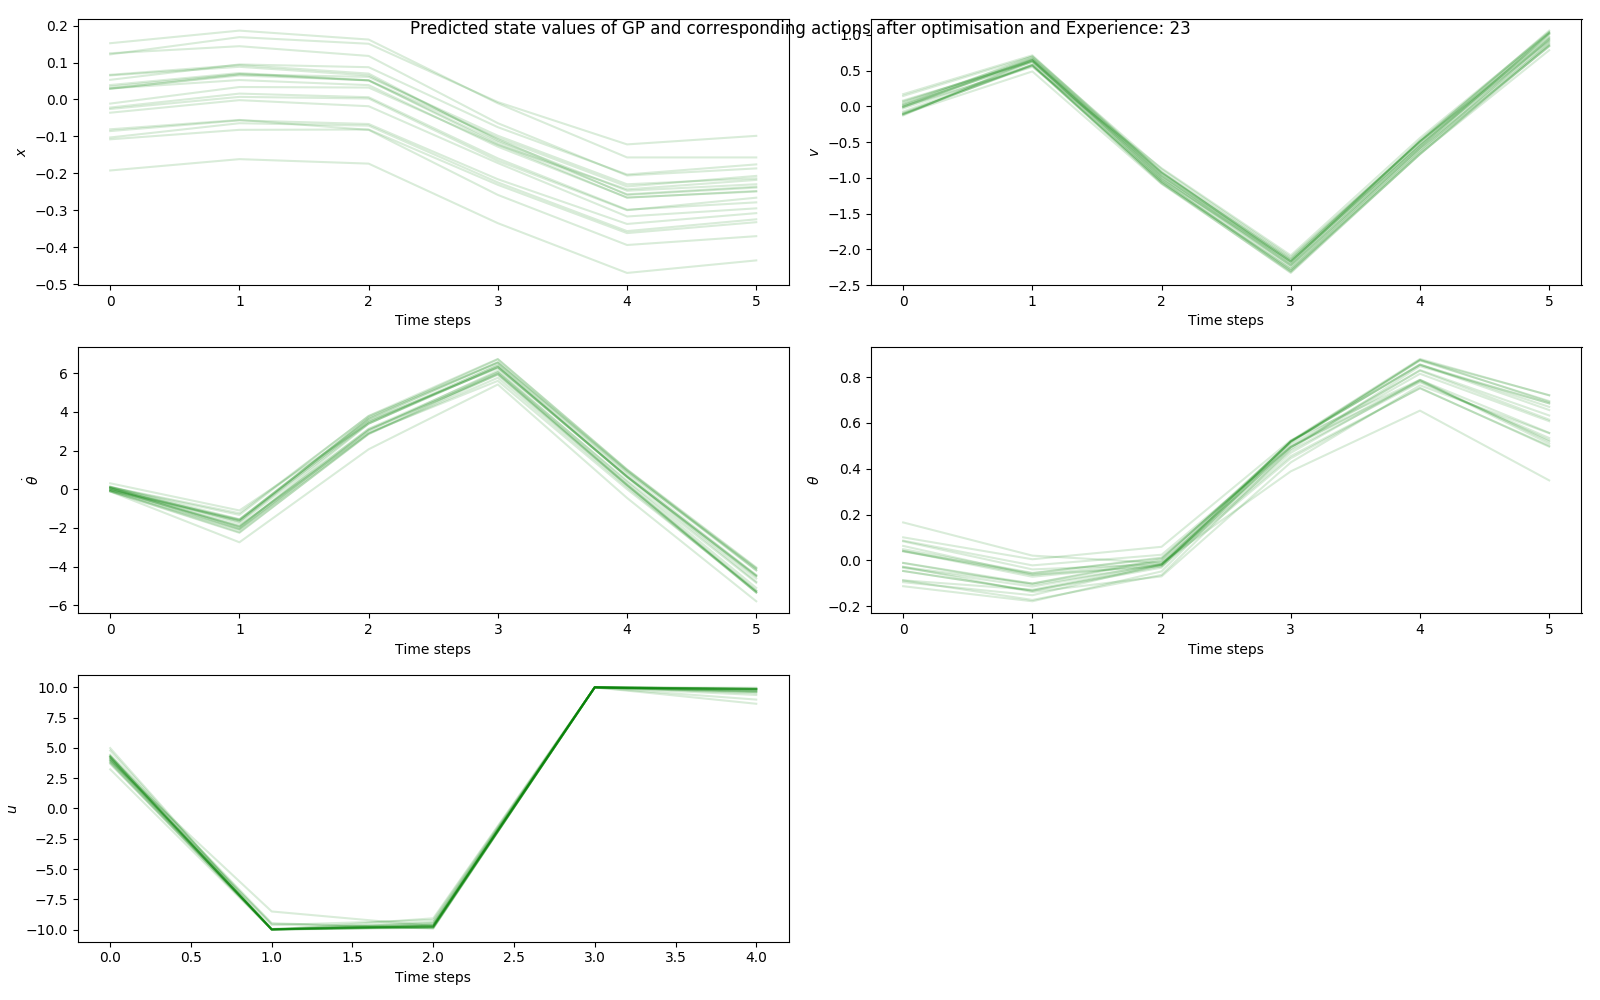 Predicted state values of GP and corresponding actions after optimisation and Experience: 23
0.2
0.1
0.0
−0.1
−0.2
−0.3
−0.4
−0.5
x
0 1 2 3 4 5
Time steps
1.0
0.5
0.0
−0.5
−1.0
−1.5
−2.0
−2.5
v
0 1 2 3 4 5
Time steps
6
4
2
0
−2
−4
−6
θ̇
0 1 2 3 4 5
Time steps
0.8
0.6
0.4
0.2
0.0
−0.2
θ
0 1 2 3 4 5
Time steps
10.0
7.5
5.0
2.5
0.0
−2.5
−5.0
−7.5
−10.0
u
0.0 0.5 1.0 1.5 2.0 2.5 3.0 3.5 4.0
Time steps